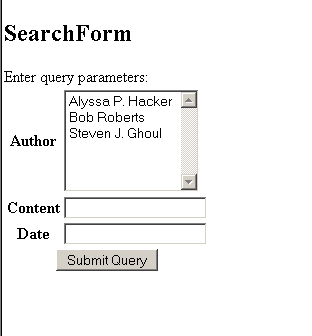 SearchForm
Enter query parameters:
Alyssa P. Hacker
Bob Roberts
Steven J. Ghoul
Author
Content
Date
Submit Query